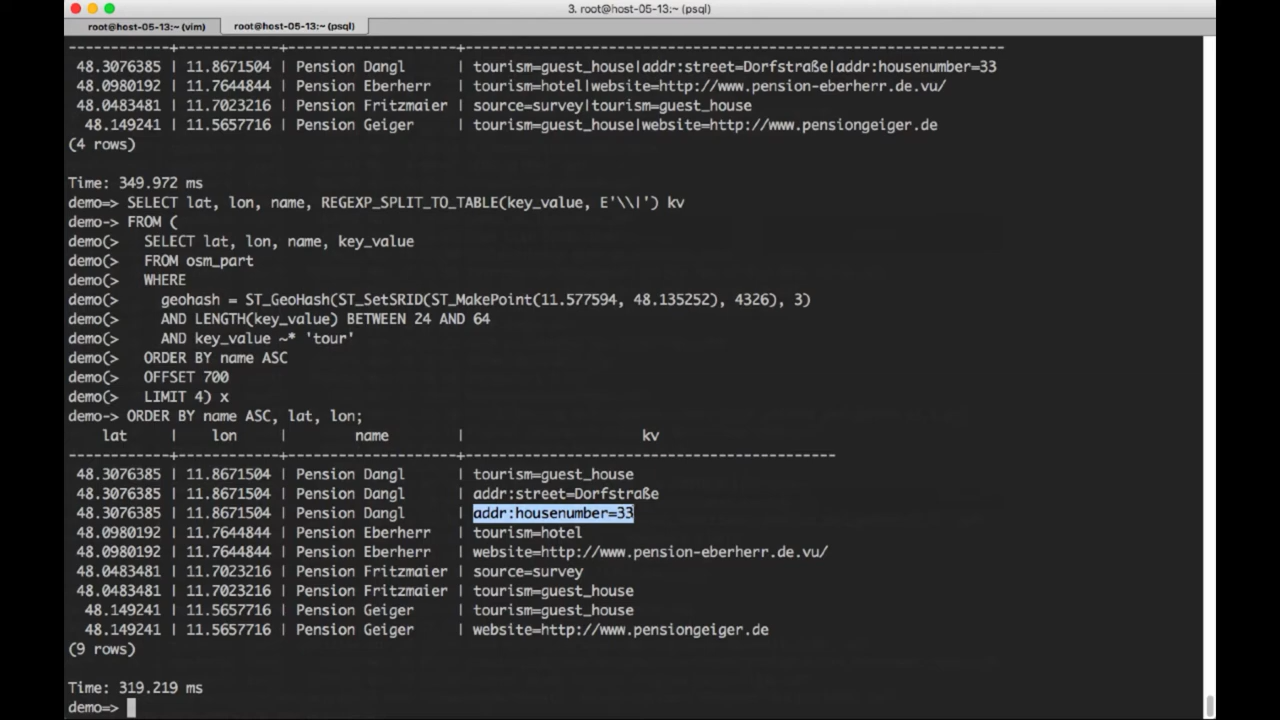 3. root@host-05-13:~ (psql)
root@host-05-13:~ (vim) root@host-05-13:~ (psql)
-----------+------------+--------------------+---------------------------------------------------------------
48.3076385 | 11.8671504 | Pension Dangl | tourism=guest_house|addr:street=Dorfstraße|addr:housenumber=33
48.0980192 | 11.7644844 | Pension Eberherr | tourism=hotel|website=http://www.pension-eberherr.de.vu/
48.0483481 | 11.7023216 | Pension Fritzmaier | source=survey|tourism=guest_house
48.149241 | 11.5657716 | Pension Geiger | tourism=guest_house|website=http://www.pensiongeiger.de
(4 rows)
Time: 349.972 ms
demo=> SELECT lat, lon, name, REGEXP_SPLIT_TO_TABLE(key_value, E'\\|') kv
demo-> FROM (
demo(> SELECT lat, lon, name, key_value
demo(> FROM osm_part
demo(> WHERE
demo(> geohash = ST_GeoHash(ST_SetSRID(ST_MakePoint(11.577594, 48.135252), 4326), 3)
demo(> AND LENGTH(key_value) BETWEEN 24 AND 64
demo(> AND key_value ~* 'tour'
demo(> ORDER BY name ASC
demo(> OFFSET 700
demo(> LIMIT 4) x
demo-> ORDER BY name ASC, lat, lon;
lat | lon | name | kv
-----------+------------+--------------------+-------------------------------------------
48.3076385 | 11.8671504 | Pension Dangl | tourism=guest_house
48.3076385 | 11.8671504 | Pension Dangl | addr:street=Dorfstraße
48.3076385 | 11.8671504 | Pension Dangl | addr:housenumber=33
48.0980192 | 11.7644844 | Pension Eberherr | tourism=hotel
48.0980192 | 11.7644844 | Pension Eberherr | website=http://www.pension-eberherr.de.vu/
48.0483481 | 11.7023216 | Pension Fritzmaier | source=survey
48.0483481 | 11.7023216 | Pension Fritzmaier | tourism=guest_house
48.149241 | 11.5657716 | Pension Geiger | tourism=guest_house
48.149241 | 11.5657716 | Pension Geiger | website=http://www.pensiongeiger.de
(9 rows)
Time: 319.219 ms
demo=>